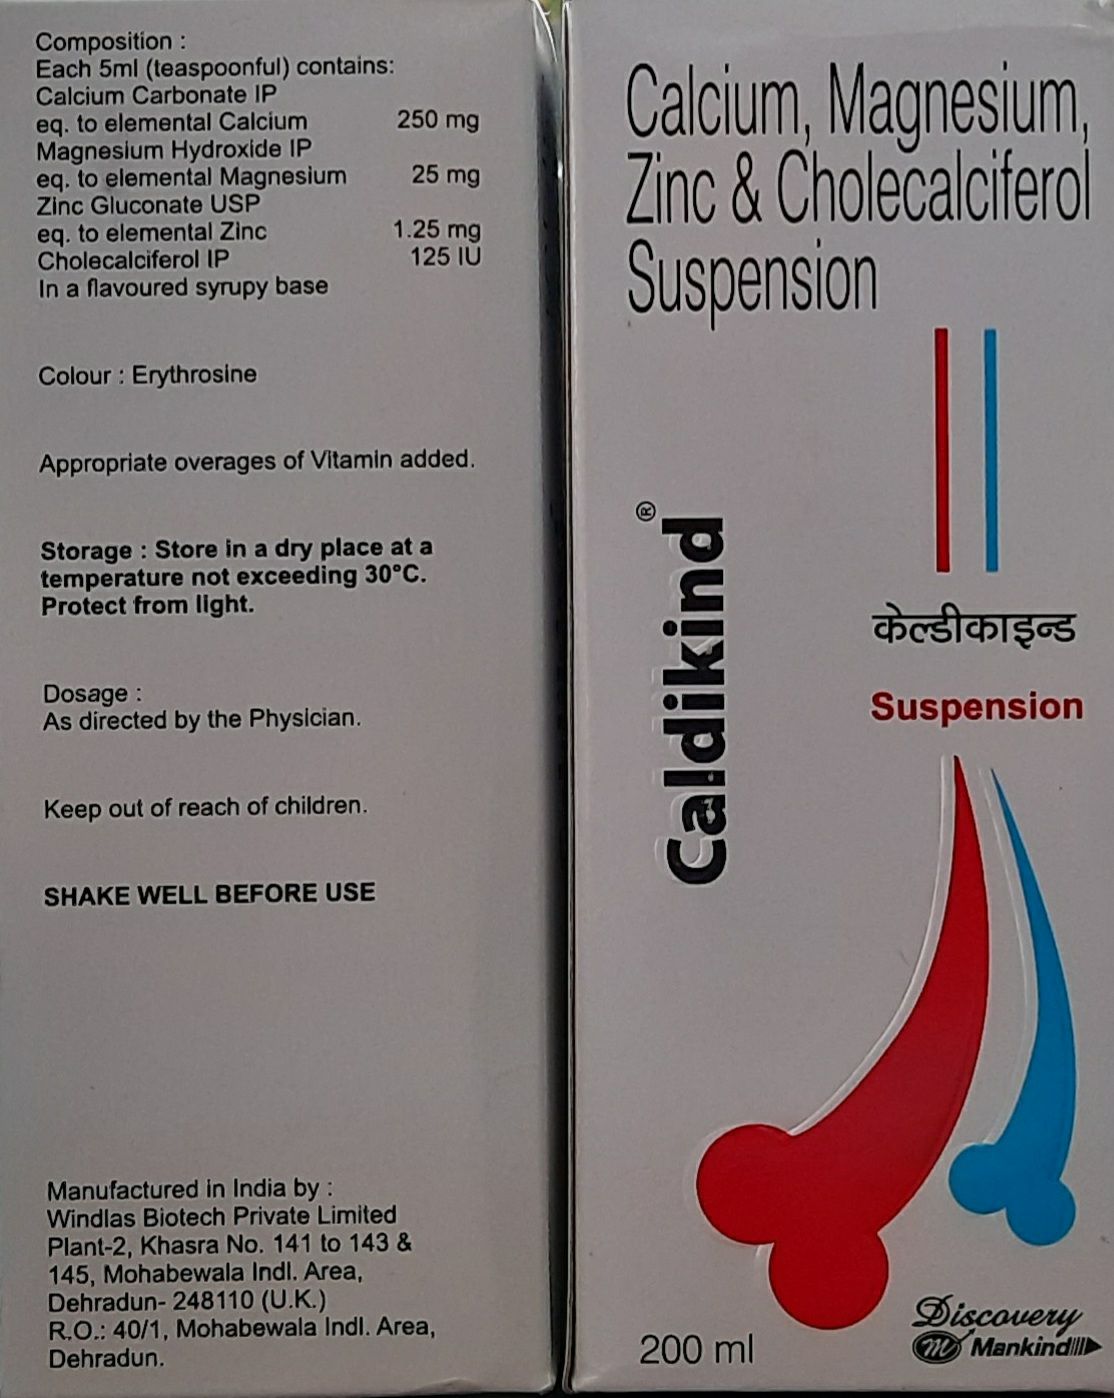 Composition :
Each 5ml (teaspoonful) contains:
Calcium Carbonate IP
eq. to elemental Calcium 250 mg
Magnesium Hydroxide IP
eq. to elemental Magnesium 25 mg
Zinc Gluconate USP
eq. to elemental Zinc 1.25 mg
Cholecalciferol IP 125 IU
In a flavoured syrupy base
Colour : Erythrosine
Appropriate overages of Vitamin added.
Storage : Store in a dry place at a
temperature not exceeding 30°C.
Protect from light.
Dosage :
As directed by the Physician.
Keep out of reach of children.
SHAKE WELL BEFORE USE
Manufactured in India by :
Windlas Biotech Private Limited
Plant-2, Khasra No. 141 to 143 &
145, Mohabewala Indl. Area,
Dehradun- 248110 (U.K.)
R.O.: 40/1, Mohabewala Indl. Area,
Dehradun.
Calcium, Magnesium,
Zinc & Cholecalciferol
Suspension
Caldikind®
केल्डीकाइन्ड
Suspension
200 ml
Discovery
m Mankind